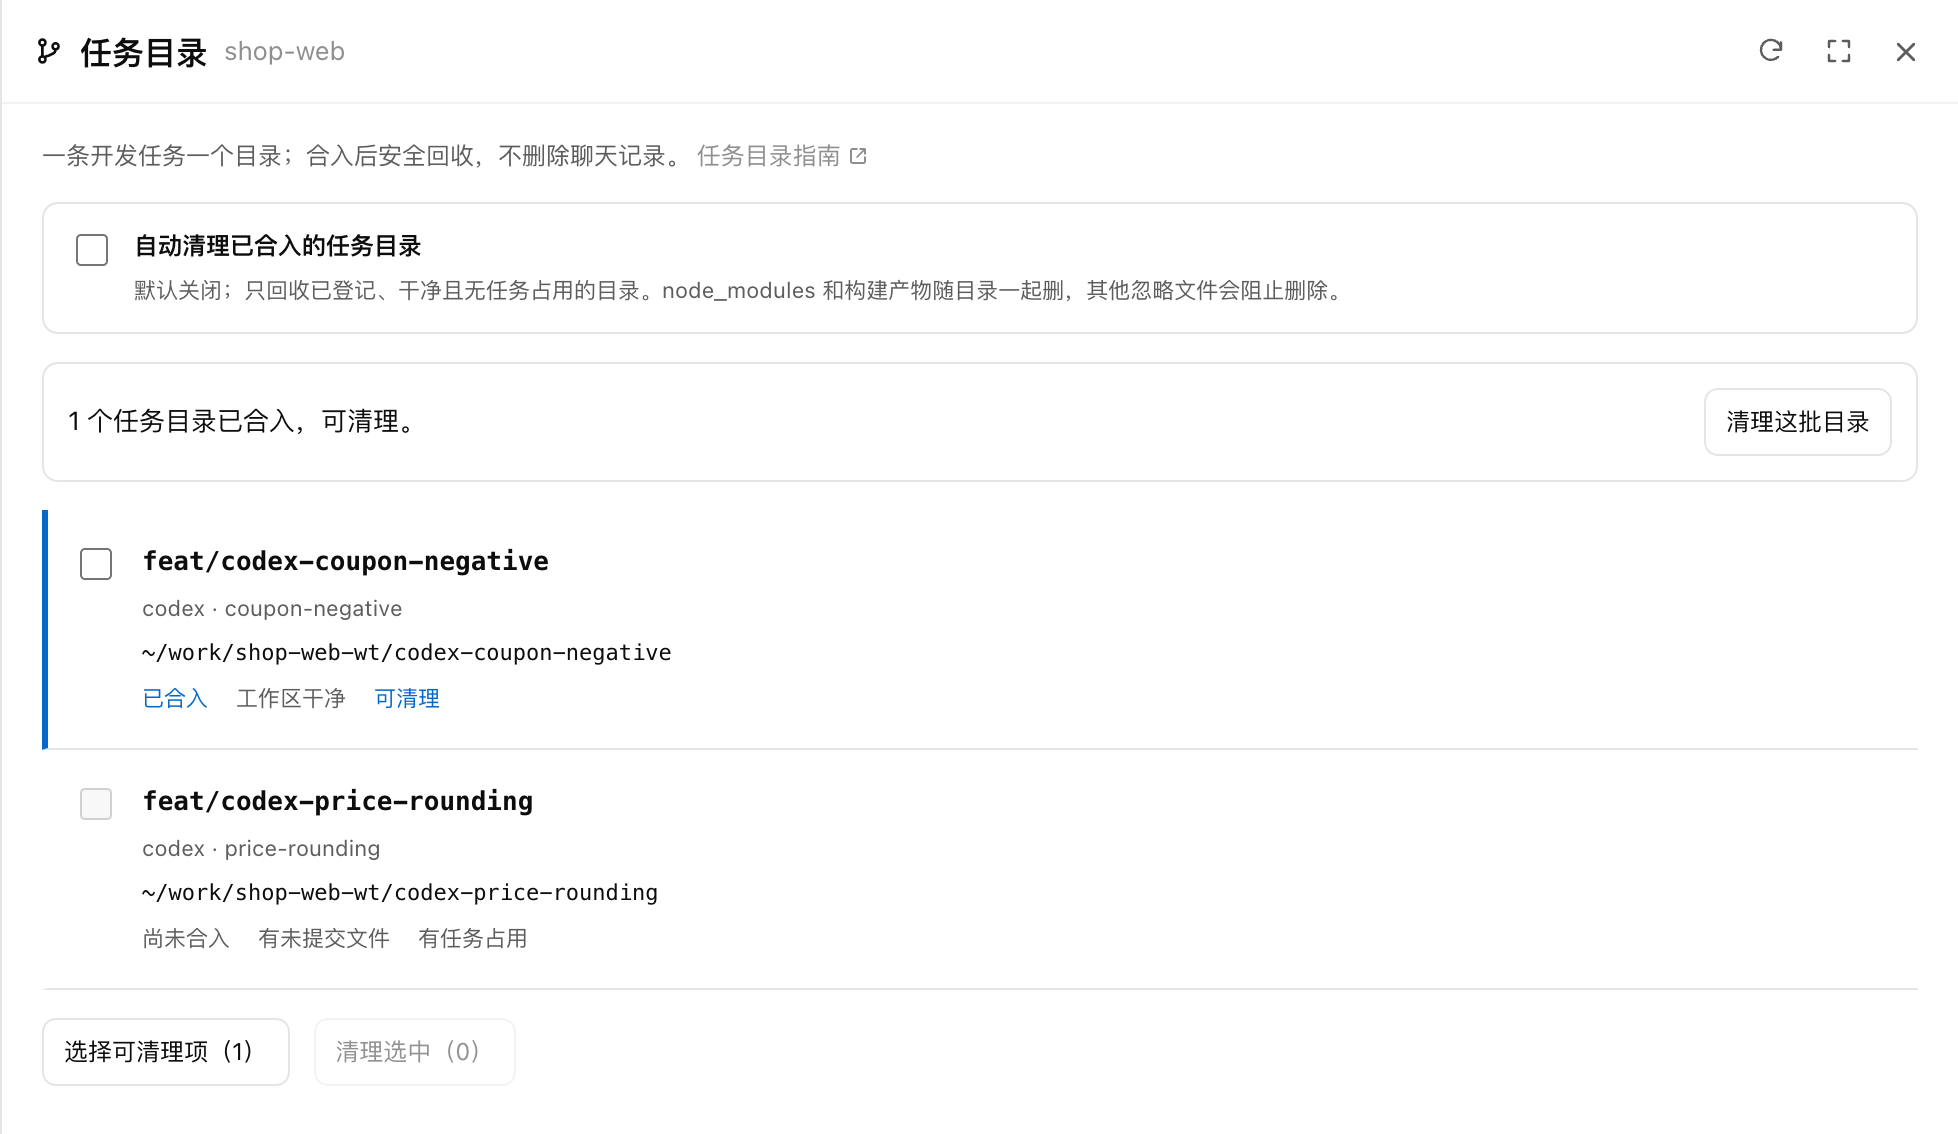 任务目录 shop-web
一条开发任务一个目录；合入后安全回收，不删除聊天记录。 任务目录指南
自动清理已合入的任务目录
默认关闭；只回收已登记、干净且无任务占用的目录。node_modules 和构建产物随目录一起删，其他忽略文件会阻止删除。
1 个任务目录已合入，可清理。
清理这批目录
feat/codex-coupon-negative
codex · coupon-negative
~/work/shop-web-wt/codex-coupon-negative
已合入 工作区干净 可清理
feat/codex-price-rounding
codex · price-rounding
~/work/shop-web-wt/codex-price-rounding
尚未合入 有未提交文件 有任务占用
选择可清理项（1） 清理选中（0）